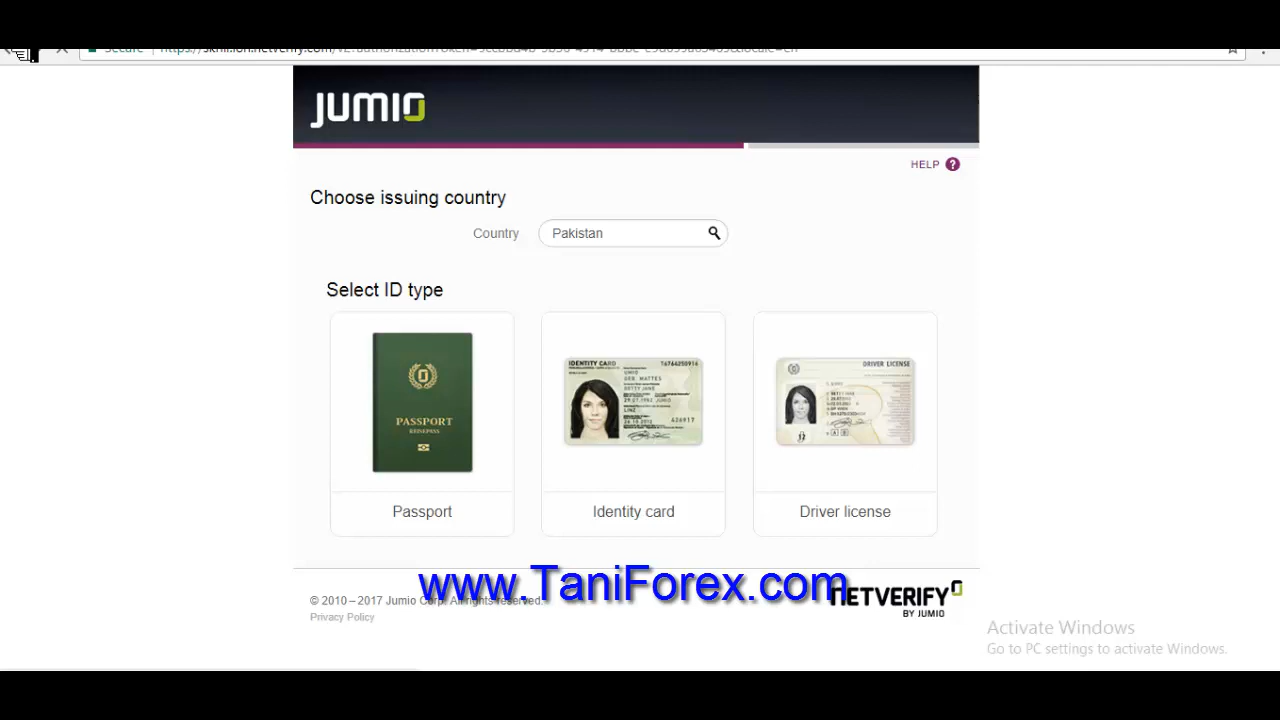 Secure
JUMIO
HELP ?
Choose issuing country
Country Pakistan
Select ID type
PASSPORT
REISEPASS
IDENTITY CARD
DRIVER LICENSE
Passport
Identity card
Driver license
www.TaniForex.com
© 2010 – 2017 Jumio Corp. All rights reserved.
Privacy Policy
NETVERIFY
BY JUMIO
Activate Windows
Go to PC settings to activate Windows.